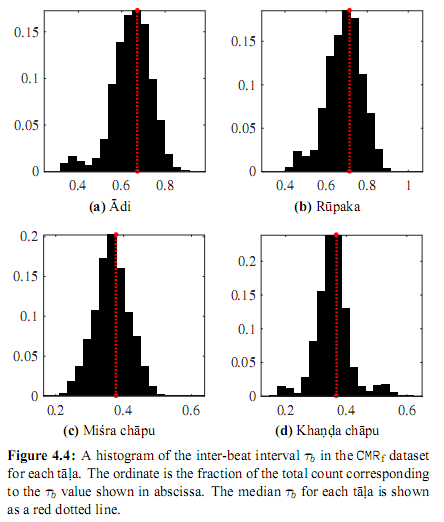 0.15
0.1
0.05
0
0.4 0.6 0.8
(a) Ādi
0.15
0.1
0.05
0
0.4 0.6 0.8 1
(b) Rūpaka
0.2
0.15
0.1
0.05
0
0.2 0.4 0.6
(c) Miśra chāpu
0.2
0.15
0.1
0.05
0
0.2 0.4 0.6
(d) Khaṇḍa chāpu
Figure 4.4: A histogram of the inter-beat interval τb in the CMRf dataset
for each tāḷa. The ordinate is the fraction of the total count corresponding
to the τb value shown in abscissa. The median τb for each tāḷa is shown
as a red dotted line.